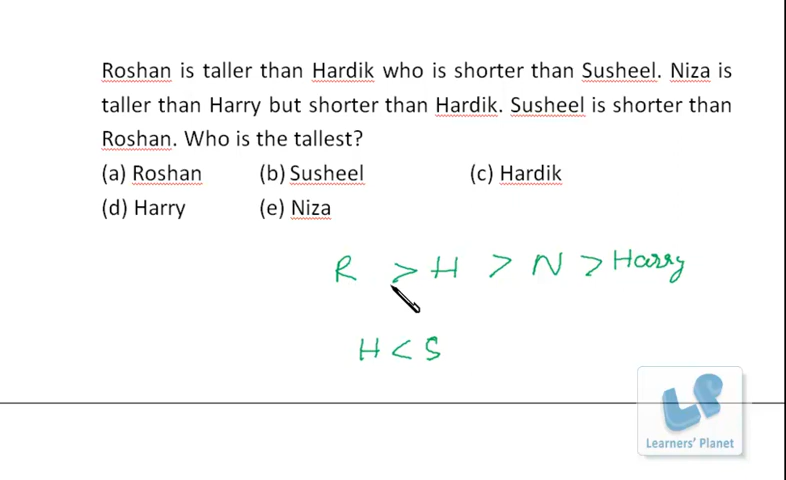 Roshan is taller than Hardik who is shorter than Susheel. Niza is
taller than Harry but shorter than Hardik. Susheel is shorter than
Roshan. Who is the tallest?
(a) Roshan (b) Susheel (c) Hardik
(d) Harry (e) Niza
R > H > N > Harry
H < S
LP
Learners' Planet